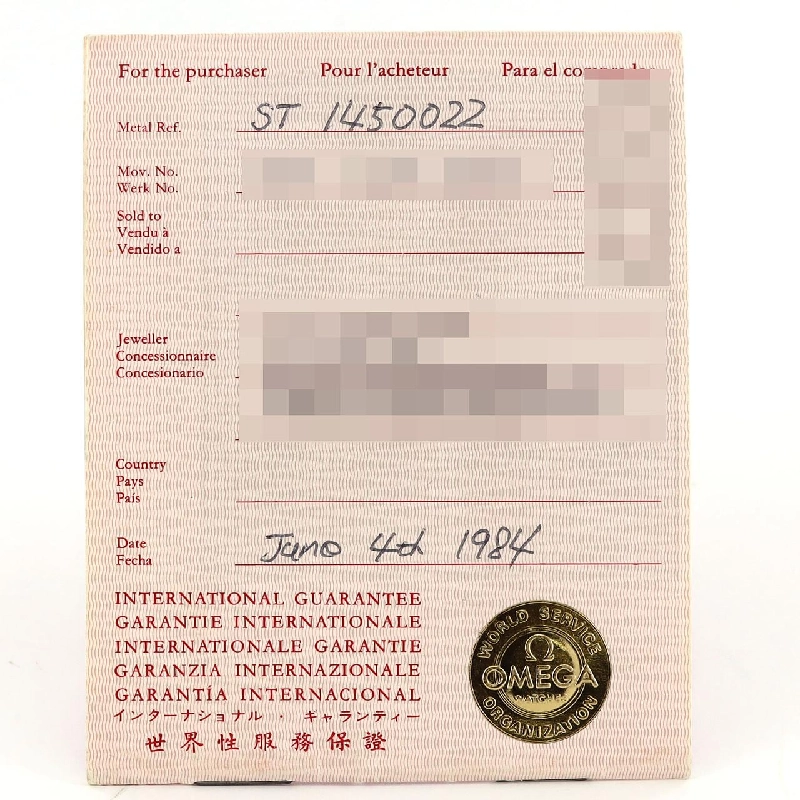 For the purchaser Pour l'acheteur Para el
Metal Ref. ST 1450022
Mov. No.
Werk No.
Sold to
Vendu à
Vendido a
Jeweller
Concessionnaire
Concesionario
Country
Pays
País
Date
Fecha
June 4th 1984
INTERNATIONAL GUARANTEE
GARANTIE INTERNATIONALE
INTERNATIONALE GARANTIE
GARANZIA INTERNAZIONALE
GARANTÍA INTERNACIONAL
インターナショナル · ギャランティー
世界性服務保證
WORLD SERVICE
Ω
OMEGA
WATCHES
ORGANIZATION